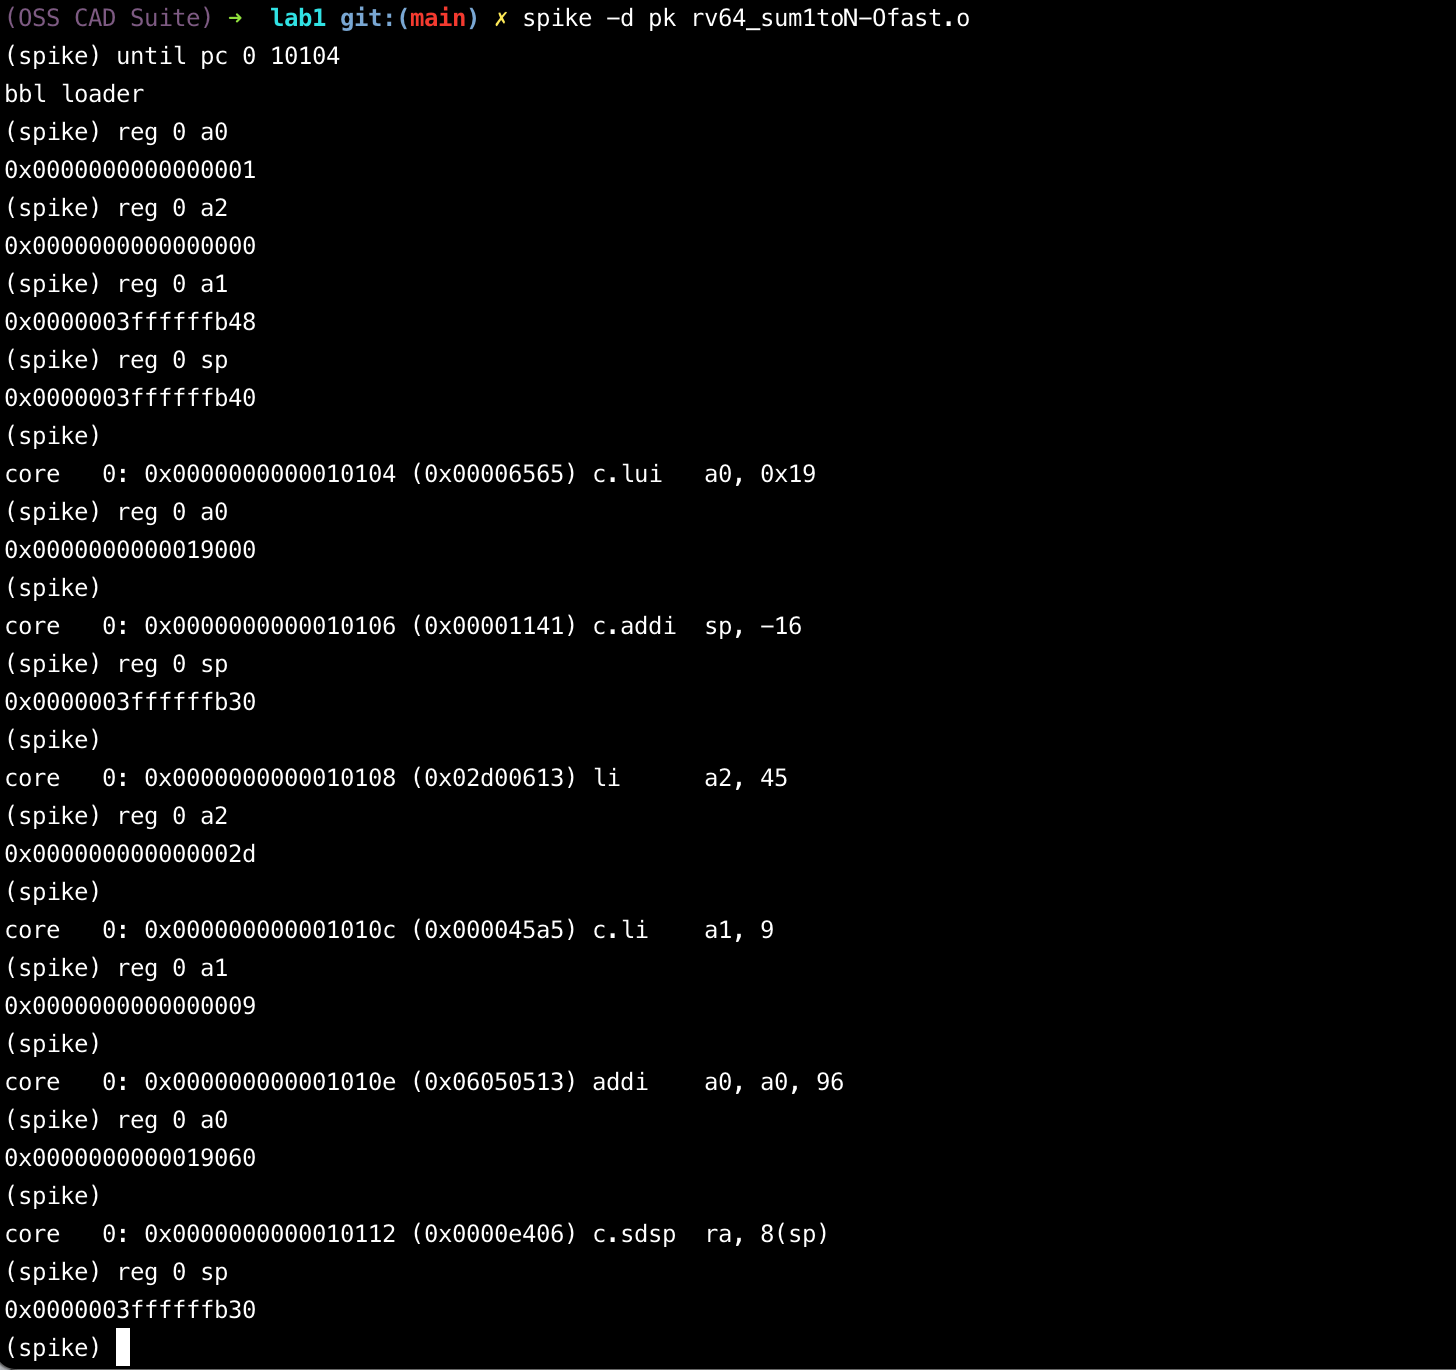 (OSS CAD Suite) ➜  lab1 git:(main) ✗ spike -d pk rv64_sum1toN-Ofast.o
(spike) until pc 0 10104
bbl loader
(spike) reg 0 a0
0x0000000000000001
(spike) reg 0 a2
0x0000000000000000
(spike) reg 0 a1
0x0000003ffffffb48
(spike) reg 0 sp
0x0000003ffffffb40
(spike)
core   0: 0x0000000000010104 (0x00006565) c.lui   a0, 0x19
(spike) reg 0 a0
0x0000000000019000
(spike)
core   0: 0x0000000000010106 (0x00001141) c.addi  sp, -16
(spike) reg 0 sp
0x0000003ffffffb30
(spike)
core   0: 0x0000000000010108 (0x02d00613) li      a2, 45
(spike) reg 0 a2
0x000000000000002d
(spike)
core   0: 0x000000000001010c (0x000045a5) c.li    a1, 9
(spike) reg 0 a1
0x0000000000000009
(spike)
core   0: 0x000000000001010e (0x06050513) addi    a0, a0, 96
(spike) reg 0 a0
0x0000000000019060
(spike)
core   0: 0x0000000000010112 (0x0000e406) c.sdsp  ra, 8(sp)
(spike) reg 0 sp
0x0000003ffffffb30
(spike)